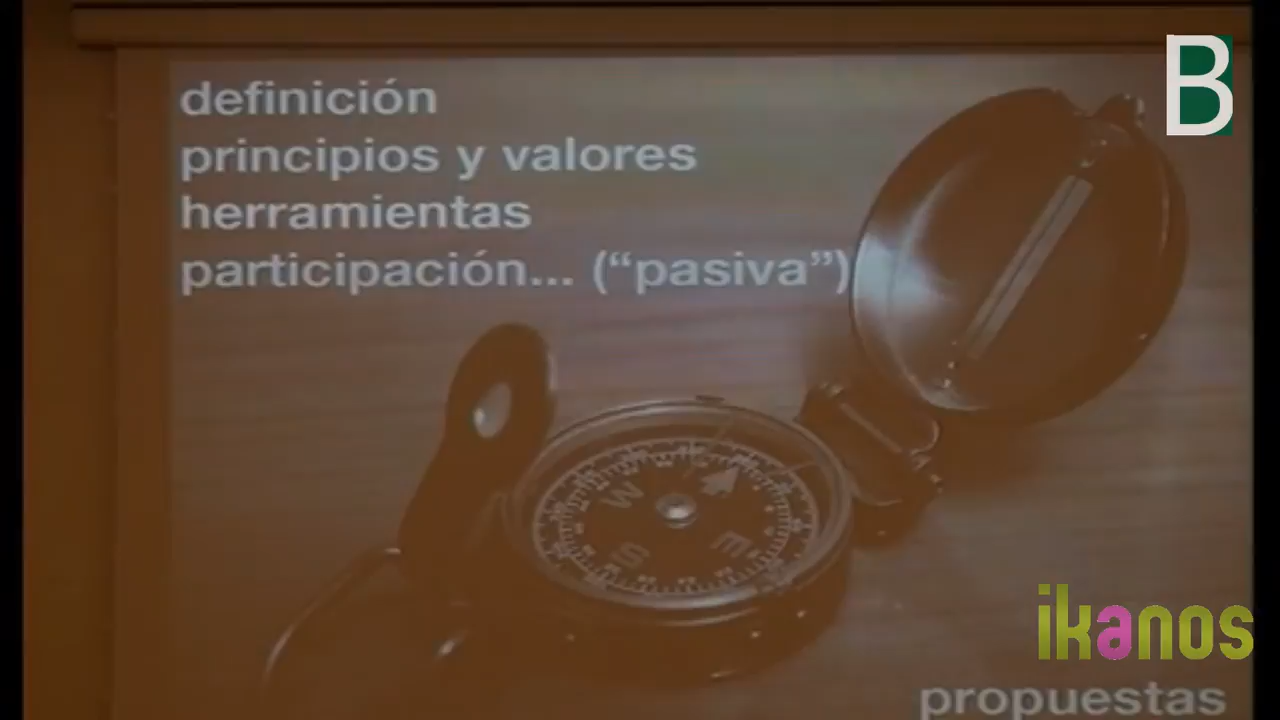 definición
principios y valores
herramientas
participación... (“pasiva”)
B
W
S
E
ikanos
propuestas